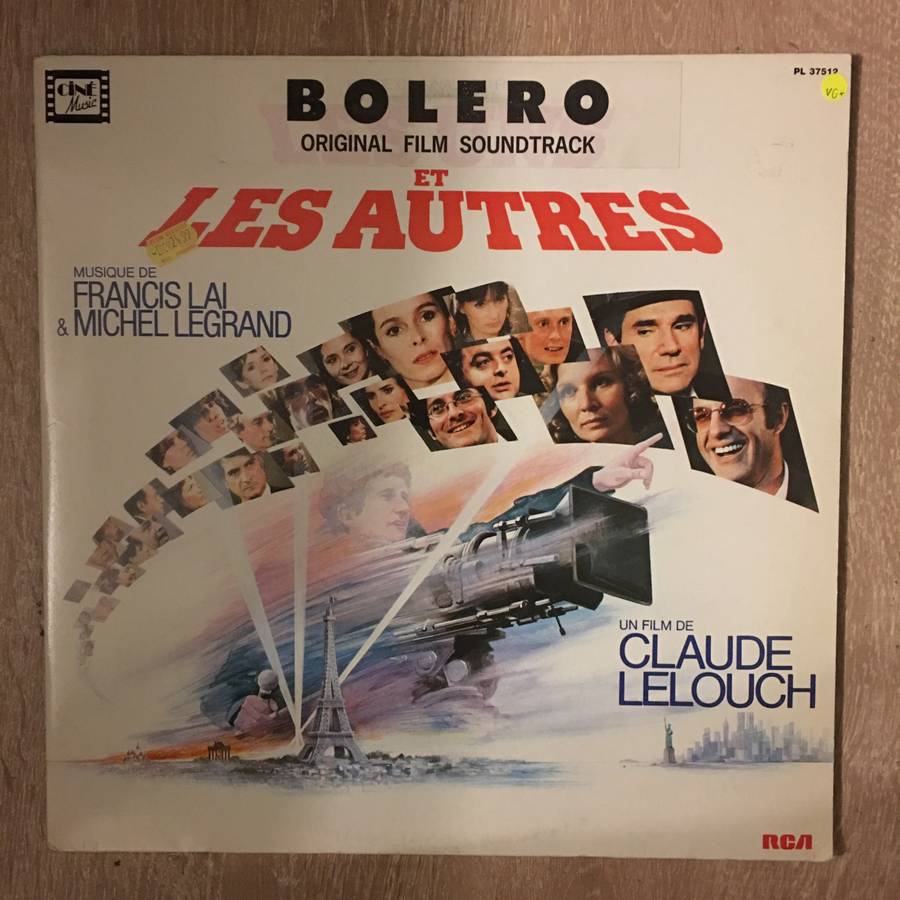 CINÉ
Music
PL 37512
VG+
BOLERO
ORIGINAL FILM SOUNDTRACK
ET
LES AUTRES
MUSIQUE DE
FRANCIS LAI
& MICHEL LEGRAND
UN FILM DE
CLAUDE
LELOUCH
RCA